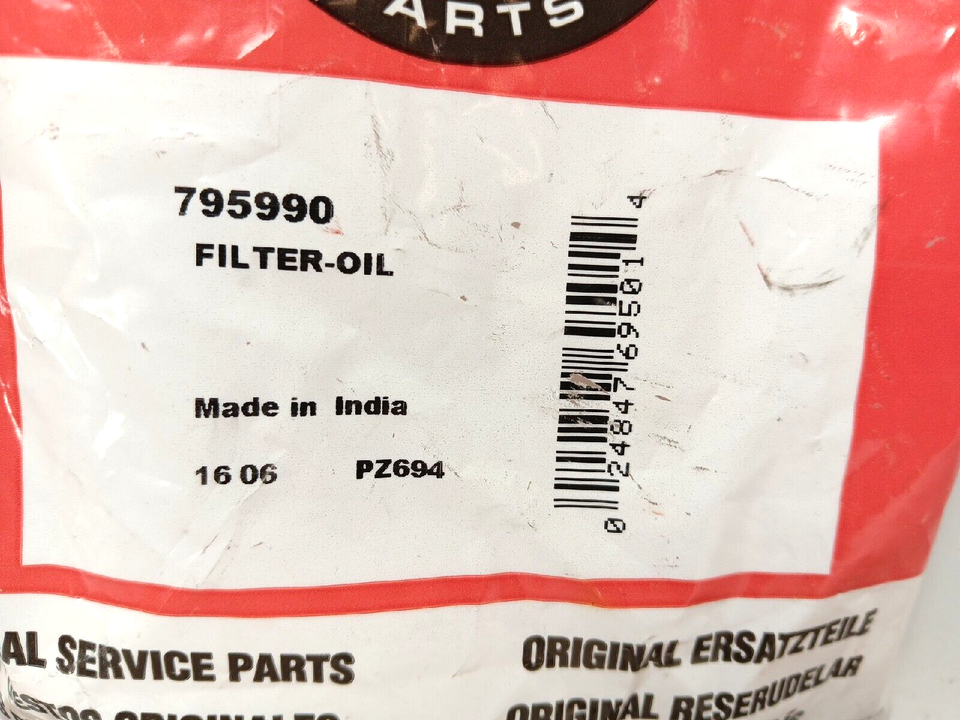 ARTS
795990
FILTER-OIL
Made in India
16 06 PZ694
0 24847 69501 4
AL SERVICE PARTS
ORIGINAL ERSATZTEILE
ORIGINALES
ORIGINAL RESERUDELAR